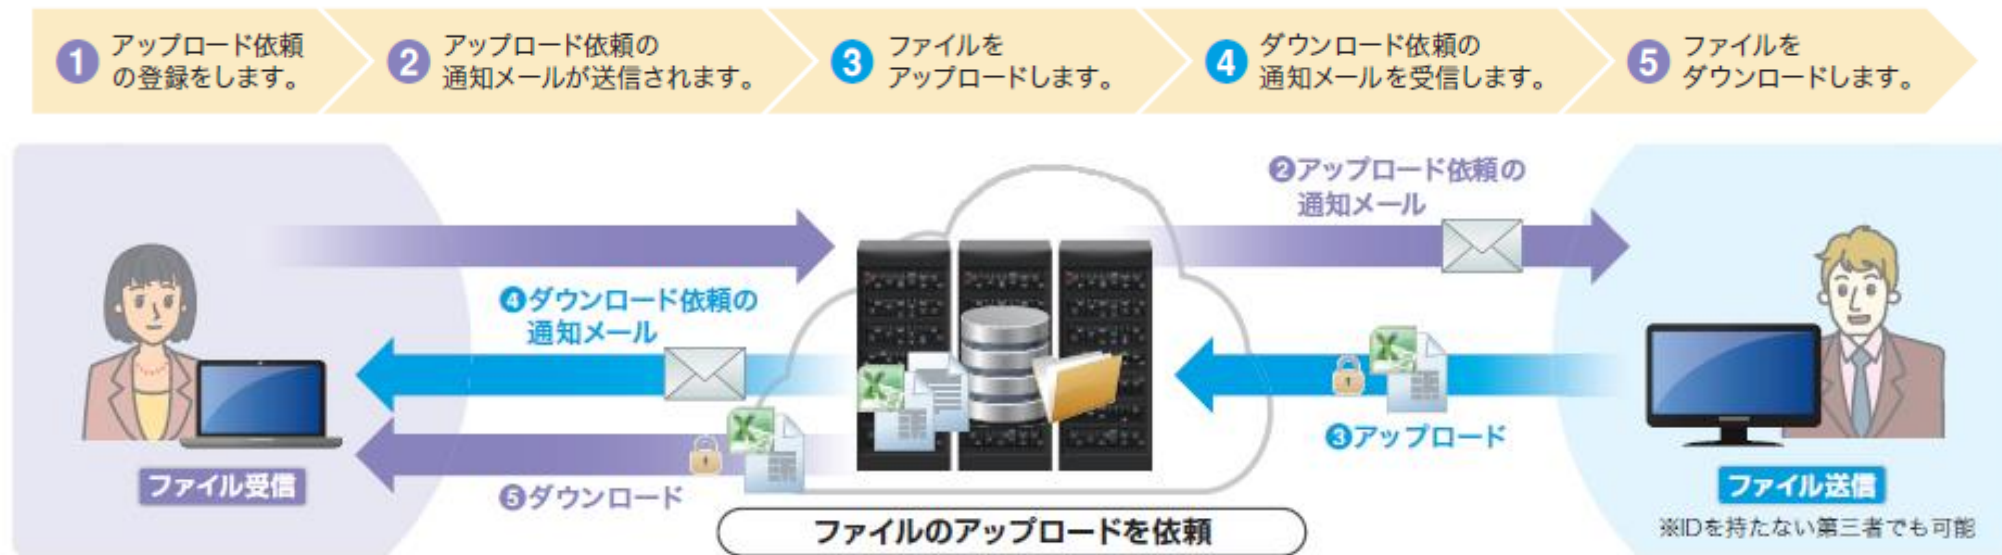 1 アップロード依頼
の登録をします。
2 アップロード依頼の
通知メールが送信されます。
3 ファイルを
アップロードします。
4 ダウンロード依頼の
通知メールを受信します。
5 ファイルを
ダウンロードします。
❷アップロード依頼の
通知メール
❹ダウンロード依頼の
通知メール
❸アップロード
ファイル受信
❺ダウンロード
ファイル送信
ファイルのアップロードを依頼
※IDを持たない第三者でも可能